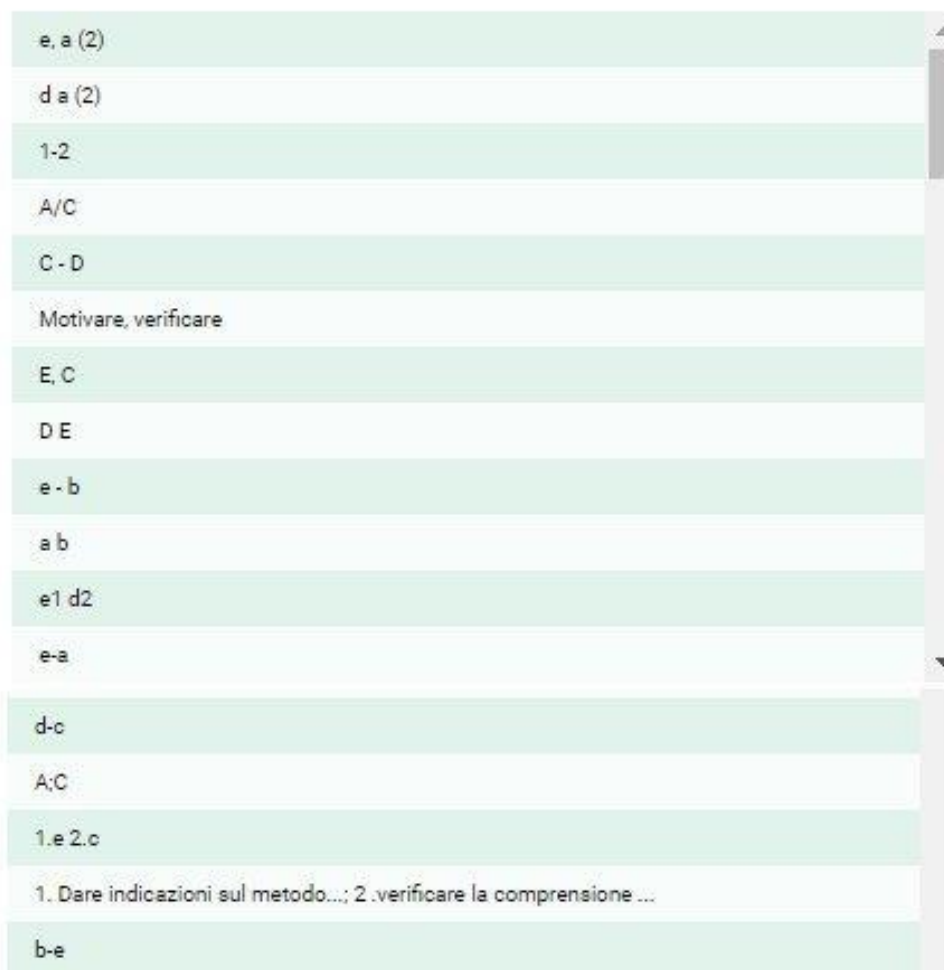 e, a (2)
d a (2)
1-2
A/C
C - D
Motivare, verificare
E, C
D E
e - b
a b
e1 d2
e-a
d-c
A;C
1.e 2.c
1. Dare indicazioni sul metodo...; 2 .verificare la comprensione ...
b-e